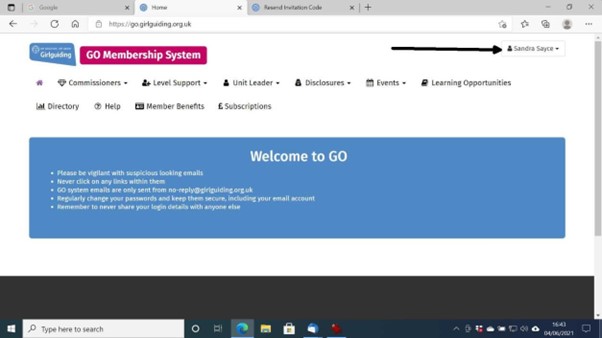 Google
Home
Resend Invitation Code
https://go.girlguiding.org.uk
Girlguiding
GO Membership System
Sandra Sayce
Commissioners
Level Support
Unit Leader
Disclosures
Events
Learning Opportunities
Directory
Help
Member Benefits
£ Subscriptions
Welcome to GO
Please be vigilant with suspicious looking emails
Never click on any links within them
GO system emails are only sent from no-reply@girlguiding.org.uk
Regularly change your passwords and keep them secure, including your email account
Remember to never share your login details with anyone else
Type here to search
16:43
04/06/2021